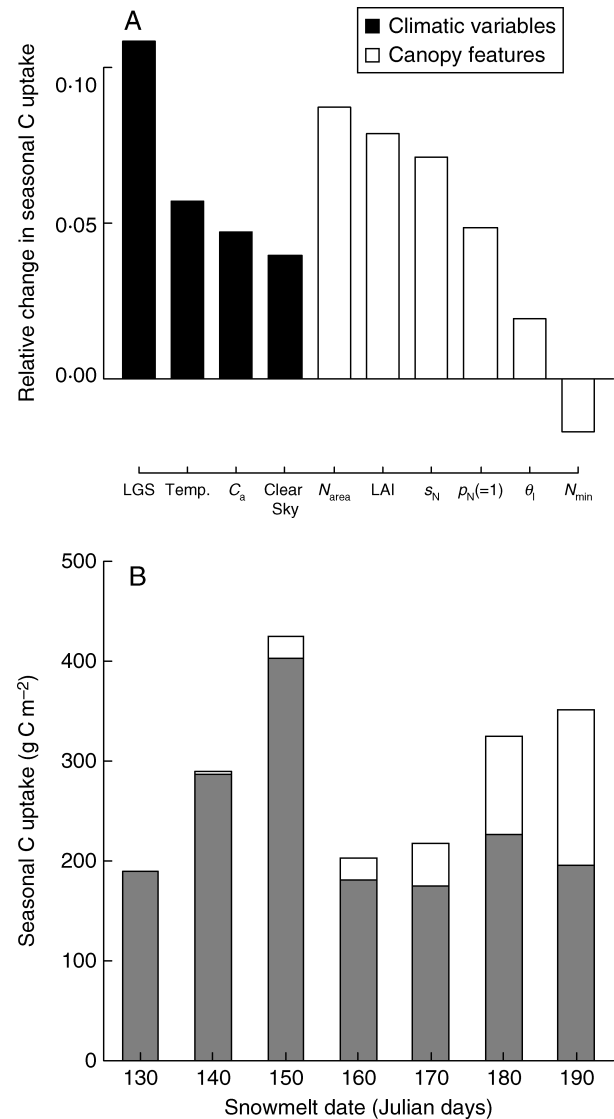 A
Climatic variables
Canopy features
Relative change in seasonal C uptake
0·10
0·05
0·00
LGS Temp. Ca Clear Sky Narea LAI sN pN(=1) θl Nmin
B
Seasonal C uptake (g C m−2)
500
400
300
200
100
0
130 140 150 160 170 180 190
Snowmelt date (Julian days)